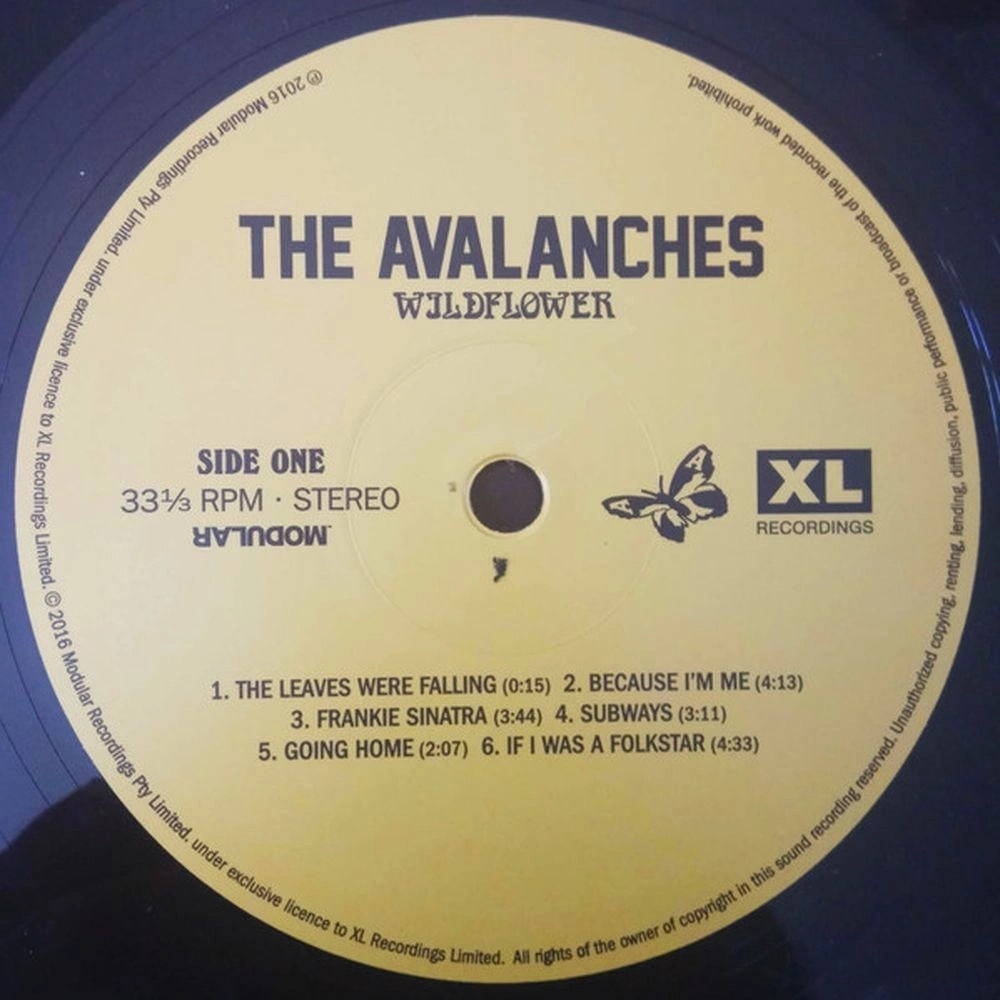 THE AVALANCHES
WILDFLOWER
SIDE ONE
33⅓ RPM · STEREO
MODULAR
XL
RECORDINGS
1. THE LEAVES WERE FALLING (0:15) 2. BECAUSE I'M ME (4:13)
3. FRANKIE SINATRA (3:44) 4. SUBWAYS (3:11)
5. GOING HOME (2:07) 6. IF I WAS A FOLKSTAR (4:33)
℗ 2016 Modular Recordings Pty Limited. under exclusive licence to XL Recordings Limited. © 2016 Modular Recordings Pty Limited. under exclusive licence to XL Recordings Limited. All rights of the owner of copyright in this sound recording reserved. Unauthorized copying, renting, lending, diffusion, public performance or broadcast of the recorded work prohibited.